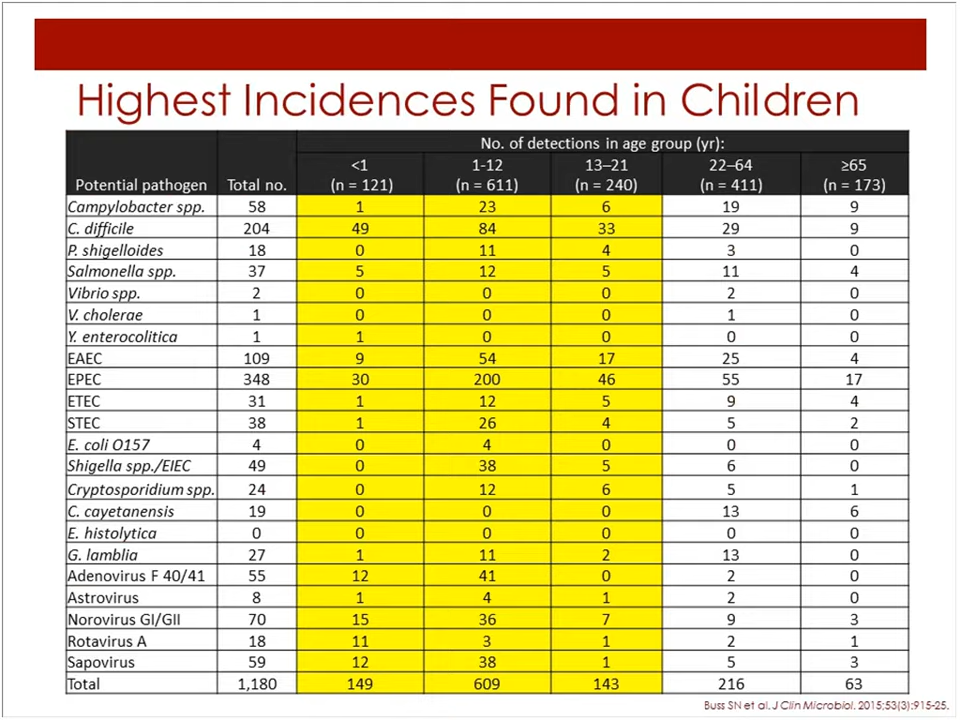 Highest Incidences Found in Children
No. of detections in age group (yr):
<1 1-12 13–21 22–64 ≥65
Potential pathogen Total no. (n = 121) (n = 611) (n = 240) (n = 411) (n = 173)
Campylobacter spp. 58 1 23 6 19 9
C. difficile 204 49 84 33 29 9
P. shigelloides 18 0 11 4 3 0
Salmonella spp. 37 5 12 5 11 4
Vibrio spp. 2 0 0 0 2 0
V. cholerae 1 0 0 0 1 0
Y. enterocolitica 1 1 0 0 0 0
EAEC 109 9 54 17 25 4
EPEC 348 30 200 46 55 17
ETEC 31 1 12 5 9 4
STEC 38 1 26 4 5 2
E. coli O157 4 0 4 0 0 0
Shigella spp./EIEC 49 0 38 5 6 0
Cryptosporidium spp. 24 0 12 6 5 1
C. cayetanensis 19 0 0 0 13 6
E. histolytica 0 0 0 0 0 0
G. lamblia 27 1 11 2 13 0
Adenovirus F 40/41 55 12 41 0 2 0
Astrovirus 8 1 4 1 2 0
Norovirus GI/GII 70 15 36 7 9 3
Rotavirus A 18 11 3 1 2 1
Sapovirus 59 12 38 1 5 3
Total 1,180 149 609 143 216 63
Buss SN et al. J Clin Microbiol. 2015;53(3):915-25.